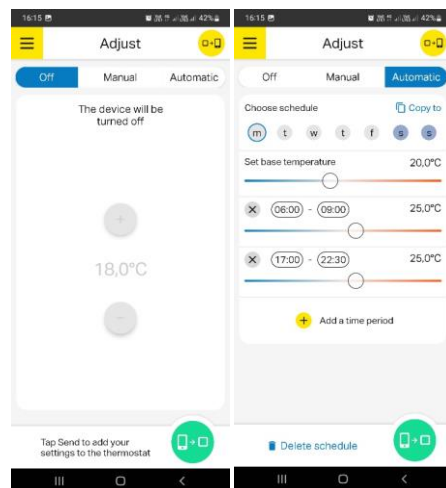 16:15
42%
Adjust
Off Manual Automatic
The device will be
turned off
+
18,0°C
−
Tap Send to add your
settings to the thermostat
16:15
42%
Adjust
Off Manual Automatic
Choose schedule Copy to
m t w t f s s
Set base temperature 20,0°C
06:00 - 09:00 25,0°C
17:00 - 22:30 25,0°C
+ Add a time period
Delete schedule